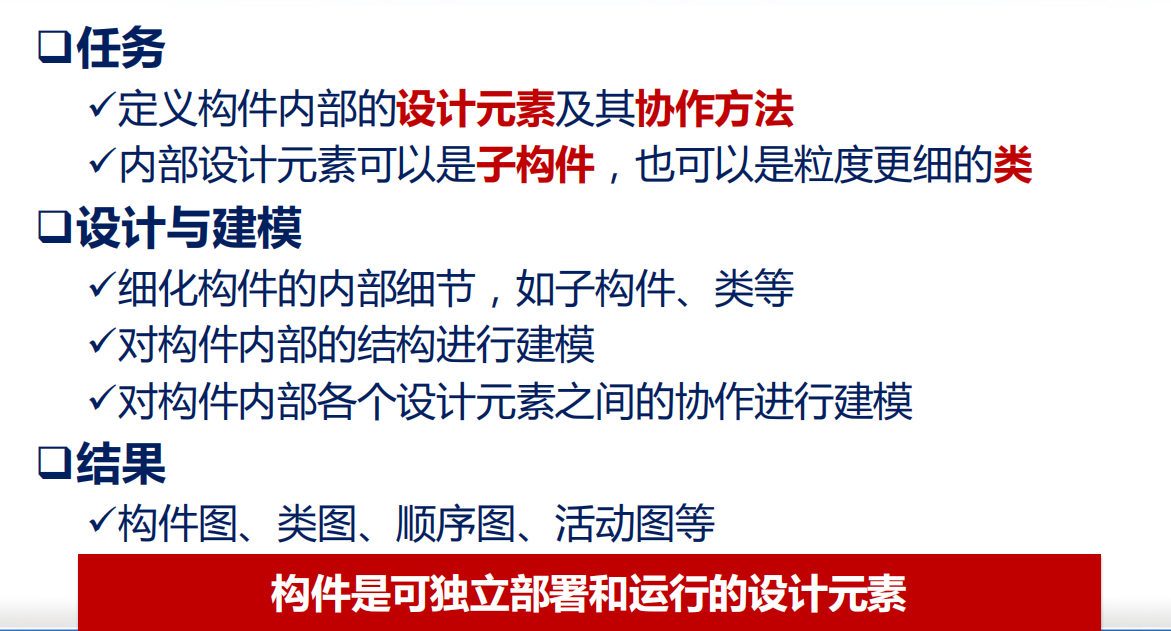 ❑任务
✓定义构件内部的设计元素及其协作方法
✓内部设计元素可以是子构件，也可以是粒度更细的类
❑设计与建模
✓细化构件的内部细节，如子构件、类等
✓对构件内部的结构进行建模
✓对构件内部各个设计元素之间的协作进行建模
❑结果
✓构件图、类图、顺序图、活动图等
构件是可独立部署和运行的设计元素